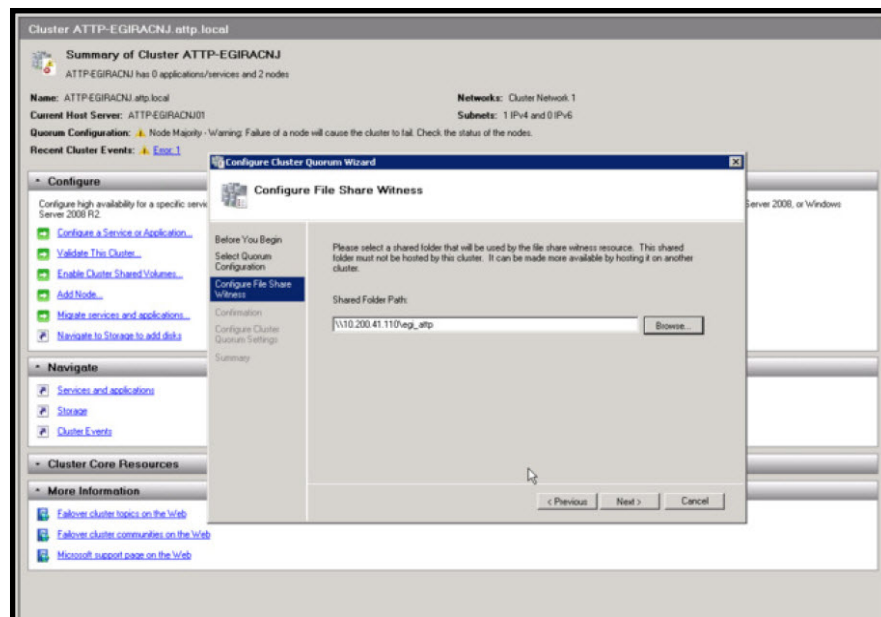 Cluster ATTP-EGIRACNJ.attp.local
Summary of Cluster ATTP-EGIRACNJ
ATTP-EGIRACNJ has 0 applications/services and 2 nodes
Name: ATTP-EGIRACNJ.attp.local
Networks: Cluster Network 1
Current Host Server: ATTP-EGIRACNJ01
Subnets: 1 IPv4 and 0 IPv6
Quorum Configuration: Node Majority - Warning: Failure of a node will cause the cluster to fail. Check the status of the nodes.
Recent Cluster Events: Error: 1
Configure Cluster Quorum Wizard
Configure File Share Witness
Configure
Configure high availability for a specific
Server 2008, or Windows
Server 2008 R2.
Configure a Service or Application...
Validate This Cluster...
Enable Cluster Shared Volumes...
Add Node...
Migrate services and applications...
Navigate to Storage to add disks
Before You Begin
Select Quorum
Configuration
Configure File Share
Witness
Confirmation
Configure Cluster
Quorum Settings
Summary
Please select a shared folder that will be used by the file share witness resource. This shared
folder must not be hosted by this cluster. It can be made more available by hosting it on another
cluster.
Shared Folder Path:
\\10.200.41.110\egi_attp
Browse...
Navigate
Services and applications
Storage
Cluster Events
Cluster Core Resources
More Information
Failover cluster topics on the Web
Failover cluster communities on the Web
Microsoft support page on the Web
< Previous
Next >
Cancel